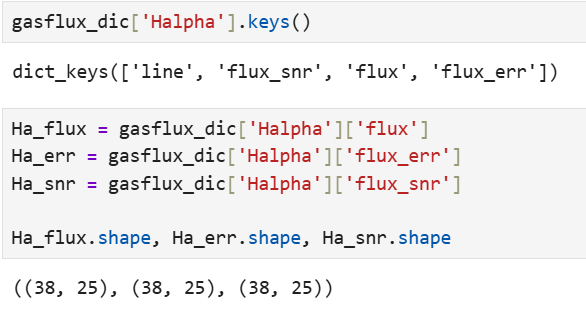 gasflux_dic['Halpha'].keys()
dict_keys(['line', 'flux_snr', 'flux', 'flux_err'])
Ha_flux = gasflux_dic['Halpha']['flux']
Ha_err = gasflux_dic['Halpha']['flux_err']
Ha_snr = gasflux_dic['Halpha']['flux_snr']
Ha_flux.shape, Ha_err.shape, Ha_snr.shape
((38, 25), (38, 25), (38, 25))